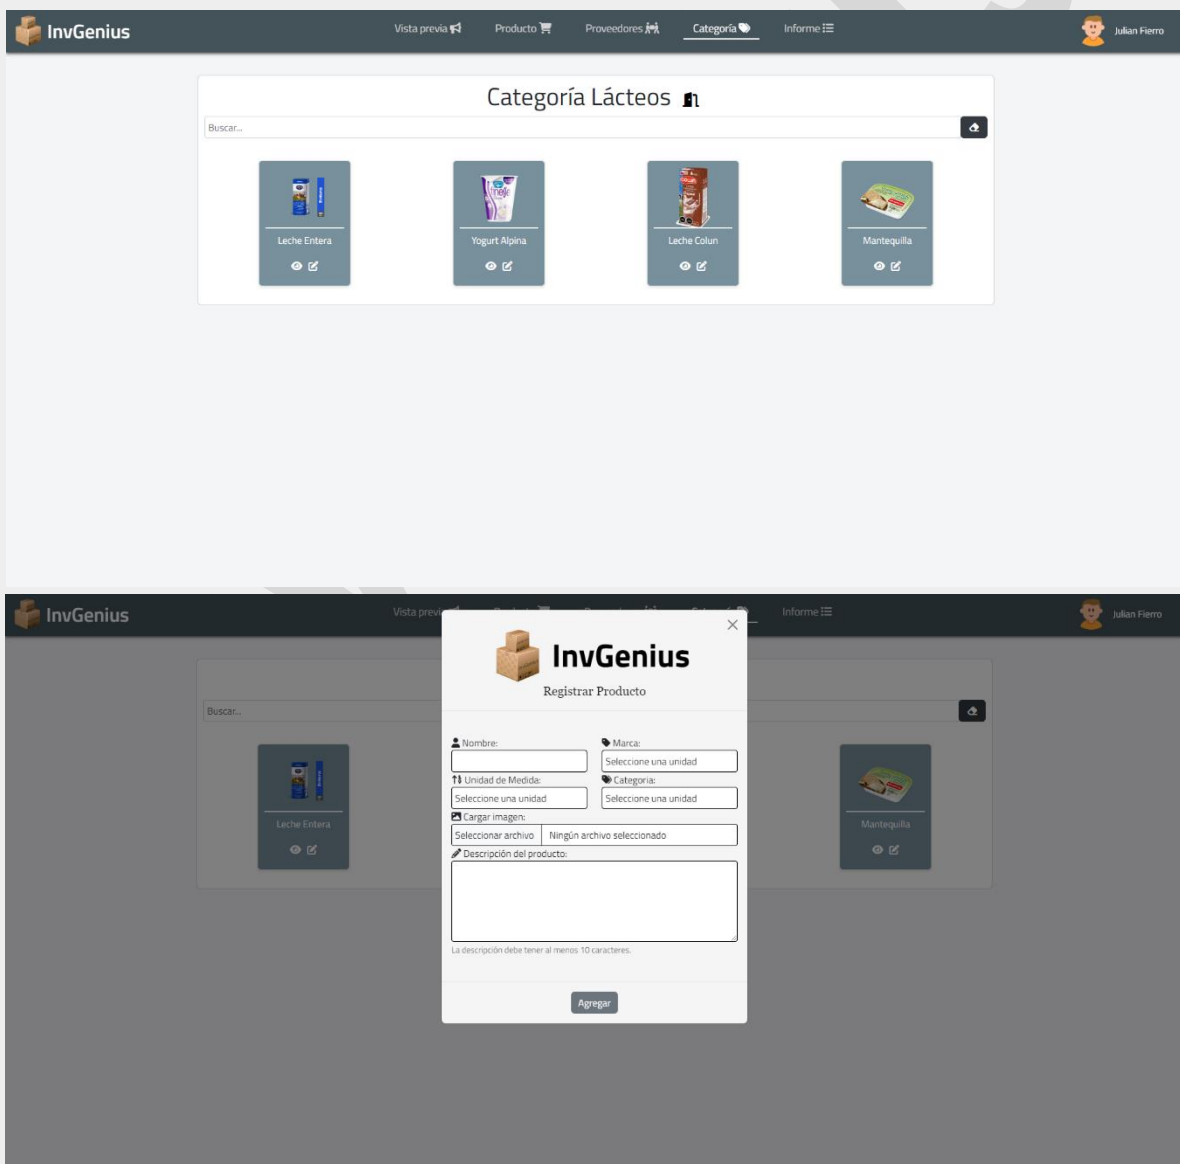 InvGenius
Vista previa
Producto
Proveedores
Categoría
Informe
Julian Fierro
Categoría Lácteos
Buscar...
Leche Entera
Yogurt Alpina
Leche Colun
Mantequilla
InvGenius
Vista previ
Informe
Julian Fierro
Buscar...
Leche Entera
Mantequilla
InvGenius
Registrar Producto
Nombre:
Marca:
Seleccione una unidad
Unidad de Medida:
Categoria:
Seleccione una unidad
Seleccione una unidad
Cargar imagen:
Seleccionar archivo
Ningún archivo seleccionado
Descripción del producto:
La descripción debe tener al menos 10 caracteres.
Agregar